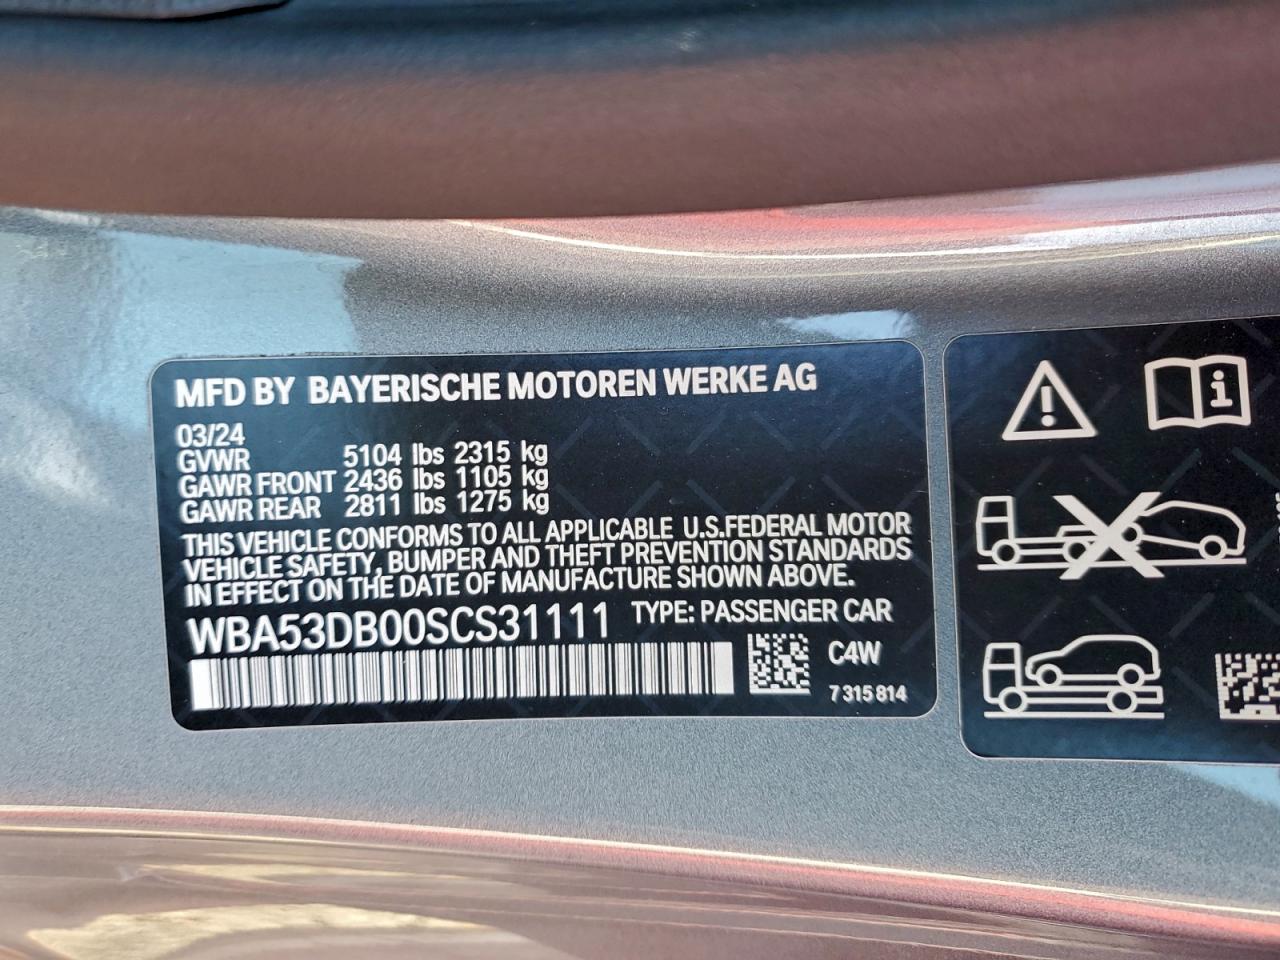 MFD BY BAYERISCHE MOTOREN WERKE AG
03/24
GVWR 5104 lbs 2315 kg
GAWR FRONT 2436 lbs 1105 kg
GAWR REAR 2811 lbs 1275 kg
THIS VEHICLE CONFORMS TO ALL APPLICABLE U.S.FEDERAL MOTOR
VEHICLE SAFETY, BUMPER AND THEFT PREVENTION STANDARDS
IN EFFECT ON THE DATE OF MANUFACTURE SHOWN ABOVE.
WBA53DB00SCS31111 TYPE: PASSENGER CAR
C4W
7 315 814